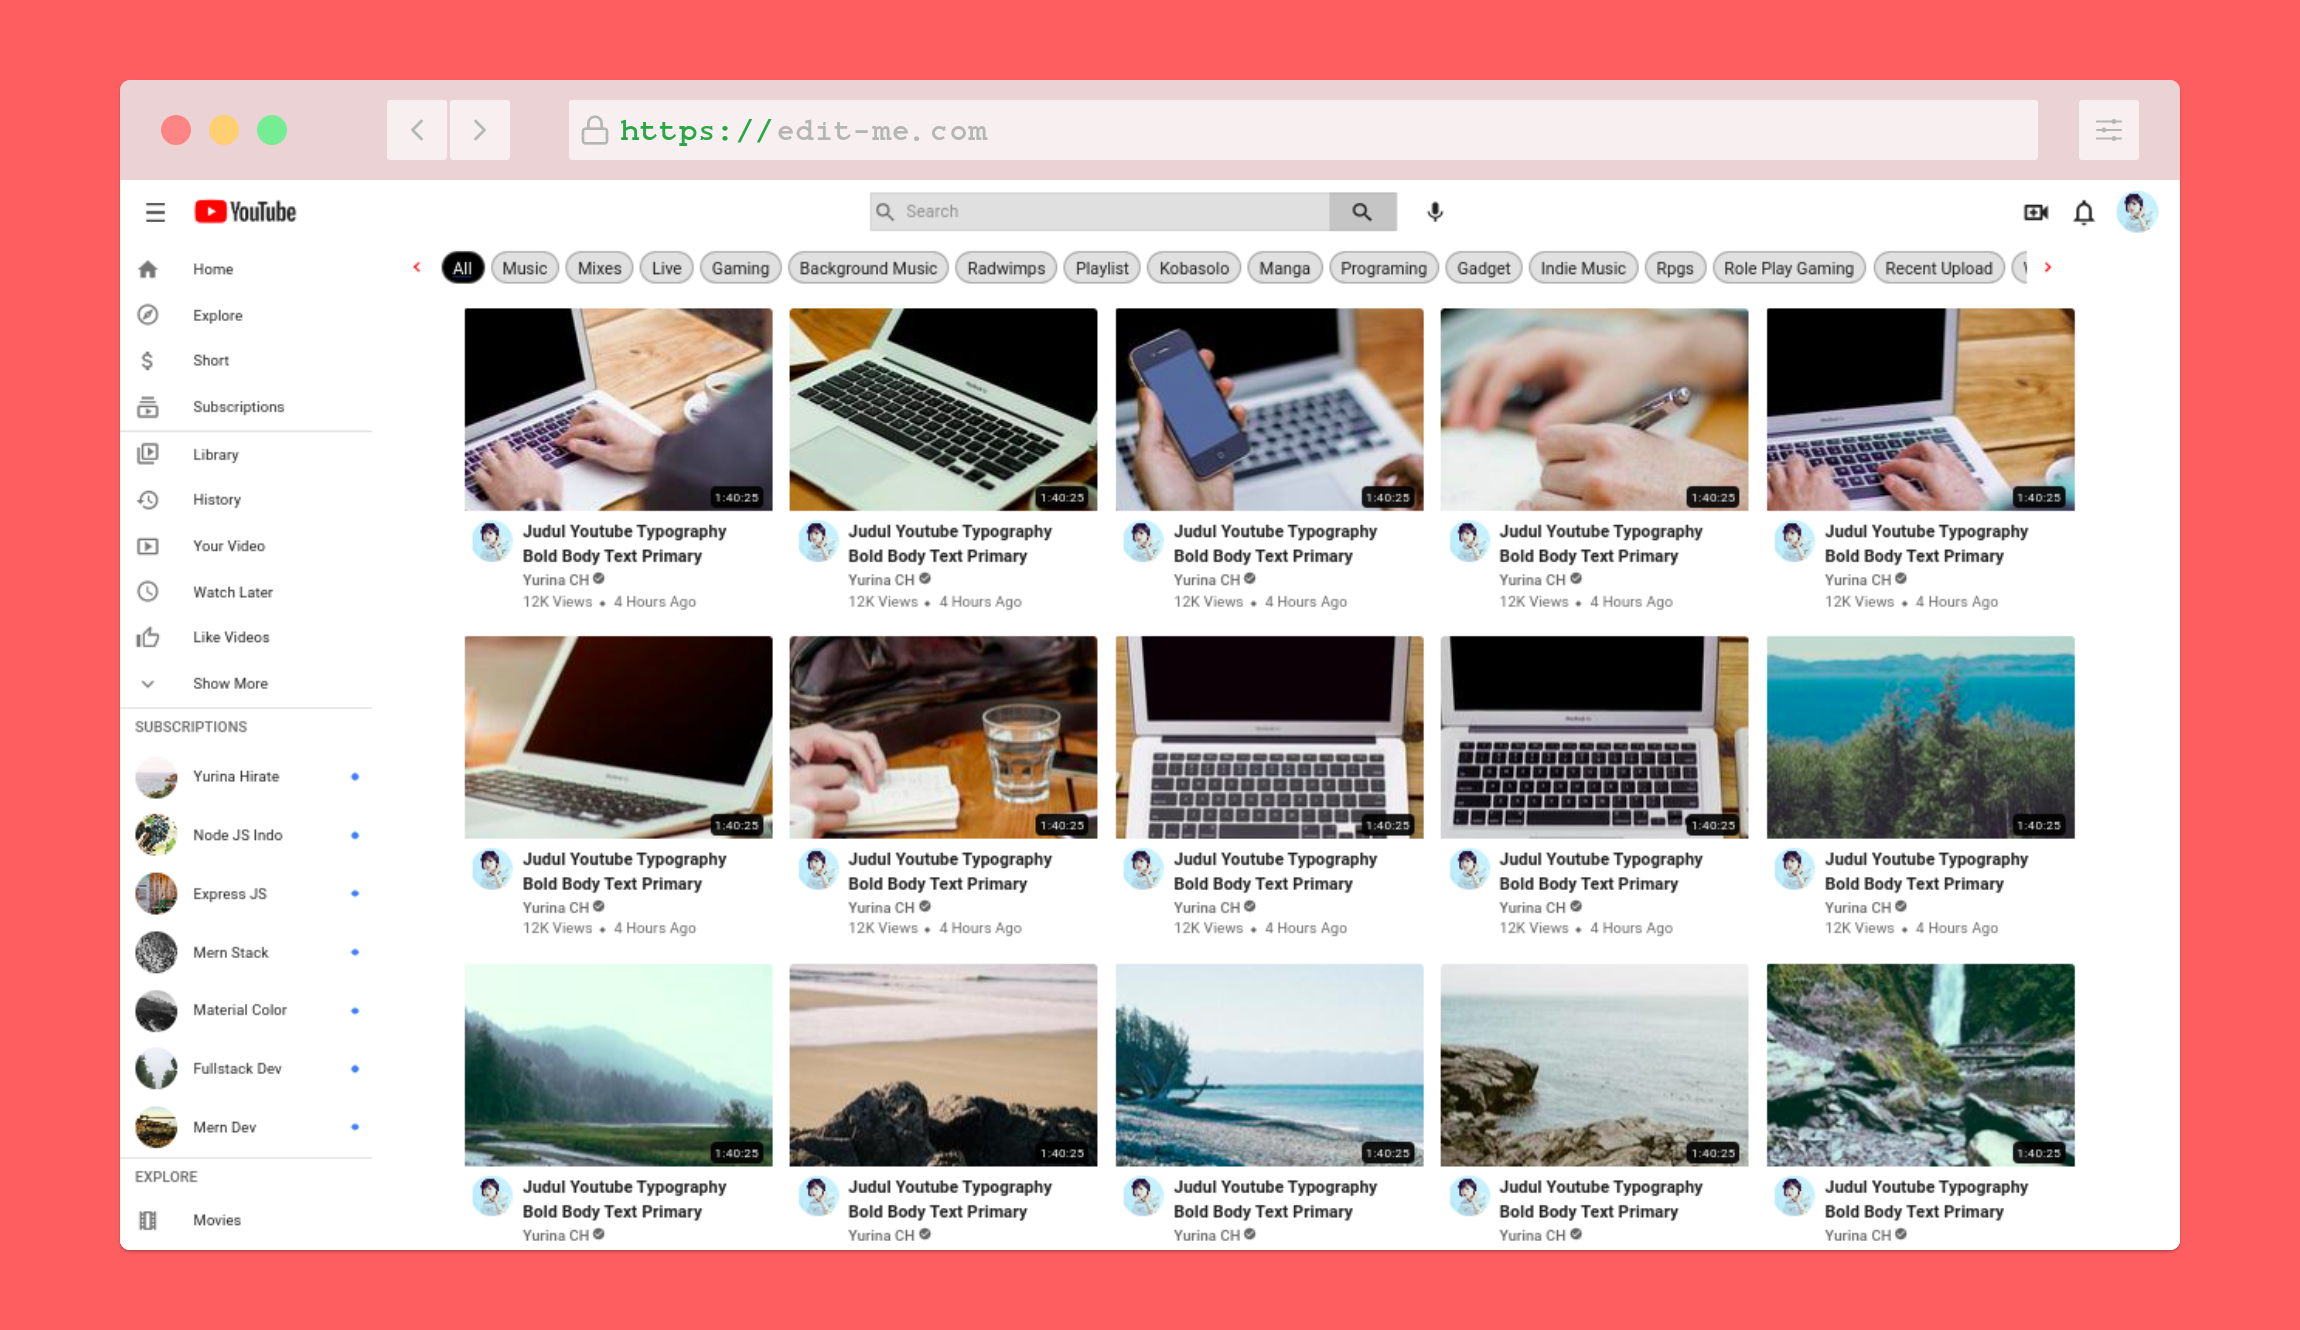 https://edit-me.com
YouTube
Search
Home
Explore
Short
Subscriptions
Library
History
Your Video
Watch Later
Like Videos
Show More
SUBSCRIPTIONS
Yurina Hirate
Node JS Indo
Express JS
Mern Stack
Material Color
Fullstack Dev
Mern Dev
EXPLORE
Movies
All Music Mixes Live Gaming Background Music Radwimps Playlist Kobasolo Manga Programing Gadget Indie Music Rpgs Role Play Gaming Recent Upload
1:40:25 1:40:25 1:40:25 1:40:25 1:40:25
Judul Youtube Typography Judul Youtube Typography Judul Youtube Typography Judul Youtube Typography Judul Youtube Typography
Bold Body Text Primary Bold Body Text Primary Bold Body Text Primary Bold Body Text Primary Bold Body Text Primary
Yurina CH Yurina CH Yurina CH Yurina CH Yurina CH
12K Views • 4 Hours Ago 12K Views • 4 Hours Ago 12K Views • 4 Hours Ago 12K Views • 4 Hours Ago 12K Views • 4 Hours Ago
1:40:25 1:40:25 1:40:25 1:40:25 1:40:25
Judul Youtube Typography Judul Youtube Typography Judul Youtube Typography Judul Youtube Typography Judul Youtube Typography
Bold Body Text Primary Bold Body Text Primary Bold Body Text Primary Bold Body Text Primary Bold Body Text Primary
Yurina CH Yurina CH Yurina CH Yurina CH Yurina CH
12K Views • 4 Hours Ago 12K Views • 4 Hours Ago 12K Views • 4 Hours Ago 12K Views • 4 Hours Ago 12K Views • 4 Hours Ago
1:40:25 1:40:25 1:40:25 1:40:25 1:40:25
Judul Youtube Typography Judul Youtube Typography Judul Youtube Typography Judul Youtube Typography Judul Youtube Typography
Bold Body Text Primary Bold Body Text Primary Bold Body Text Primary Bold Body Text Primary Bold Body Text Primary
Yurina CH Yurina CH Yurina CH Yurina CH Yurina CH